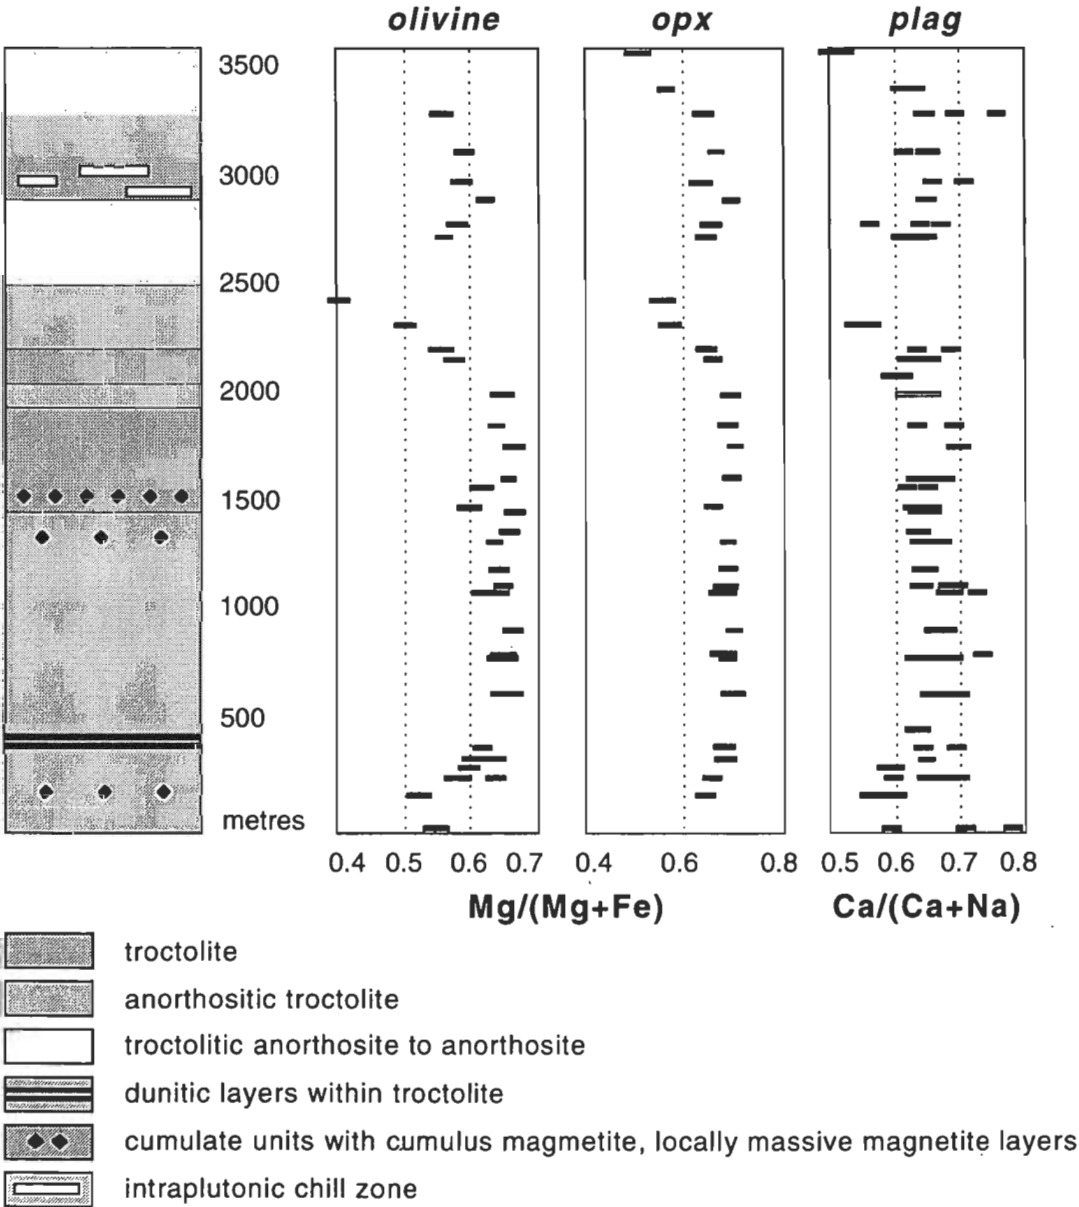 olivine opx plag
3500
3000
2500
2000
1500
1000
500
metres
0.4 0.5 0.6 0.7 0.4 0.6 0.8 0.5 0.6 0.7 0.8
Mg/(Mg+Fe) Ca/(Ca+Na)
troctolite
anorthositic troctolite
troctolitic anorthosite to anorthosite
dunitic layers within troctolite
cumulate units with cumulus magmetite, locally massive magnetite layers
intraplutonic chill zone